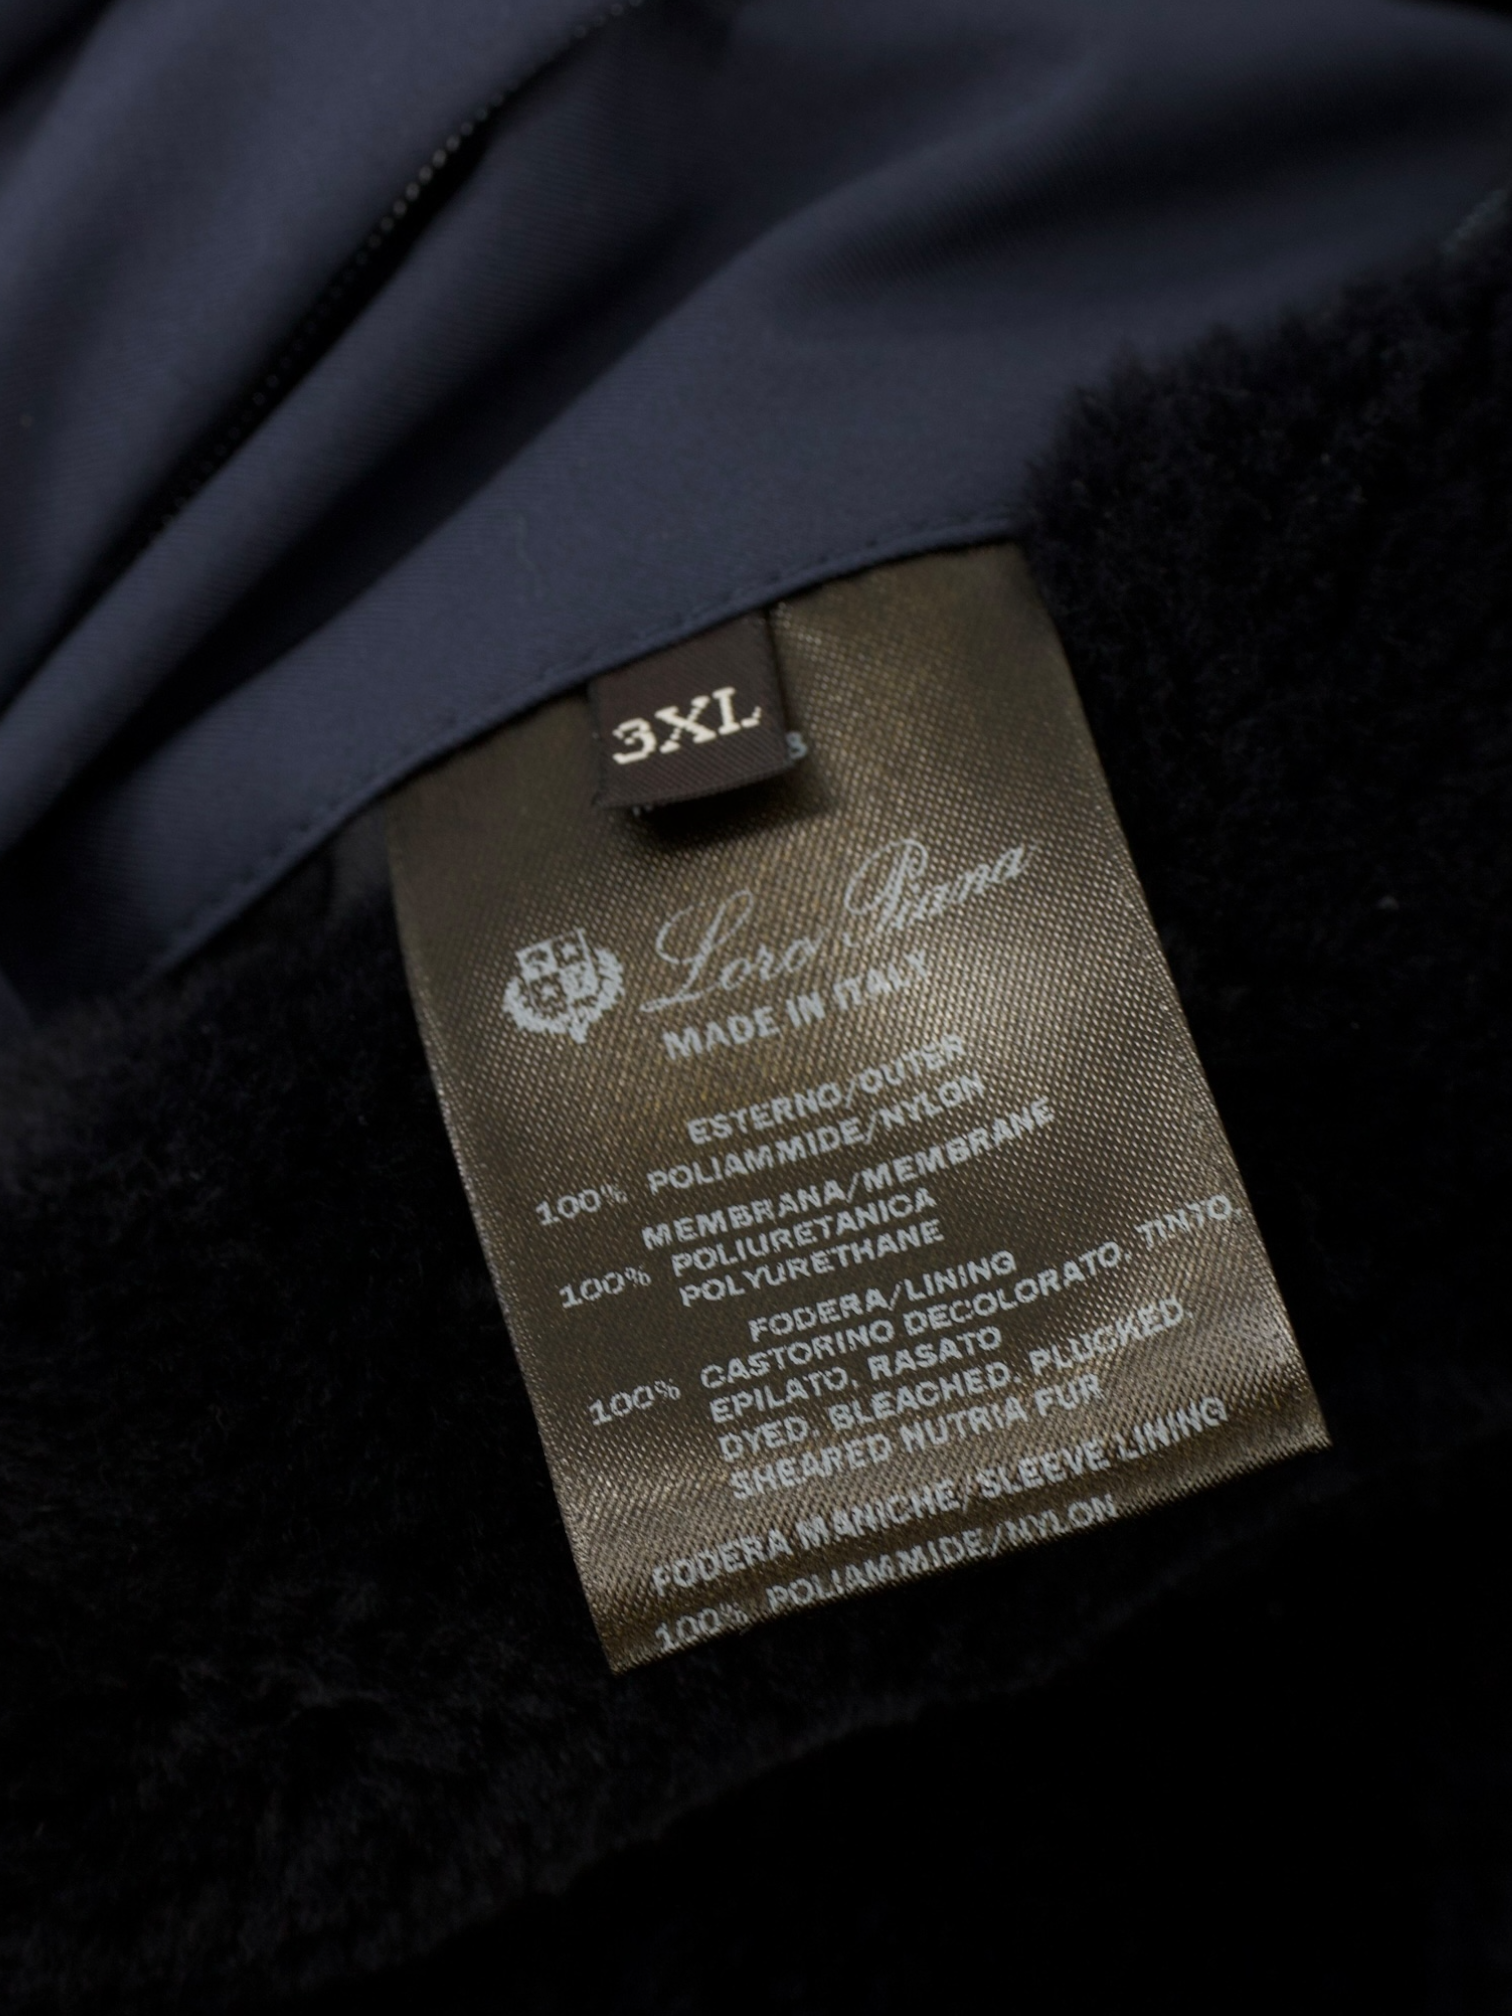 3XL
Loro Piana
MADE IN ITALY
ESTERNO/OUTER
100% POLIAMMIDE/NYLON
MEMBRANA/MEMBRANE
100% POLIURETANICA
POLYURETHANE
FODERA/LINING
100% CASTORINO DECOLORATO, TINTO,
EPILATO, RASATO
DYED, BLEACHED, PLUCKED,
SHEARED NUTRIA FUR
FODERA MANICHE/SLEEVE LINING
100% POLIAMMIDE/NYLON